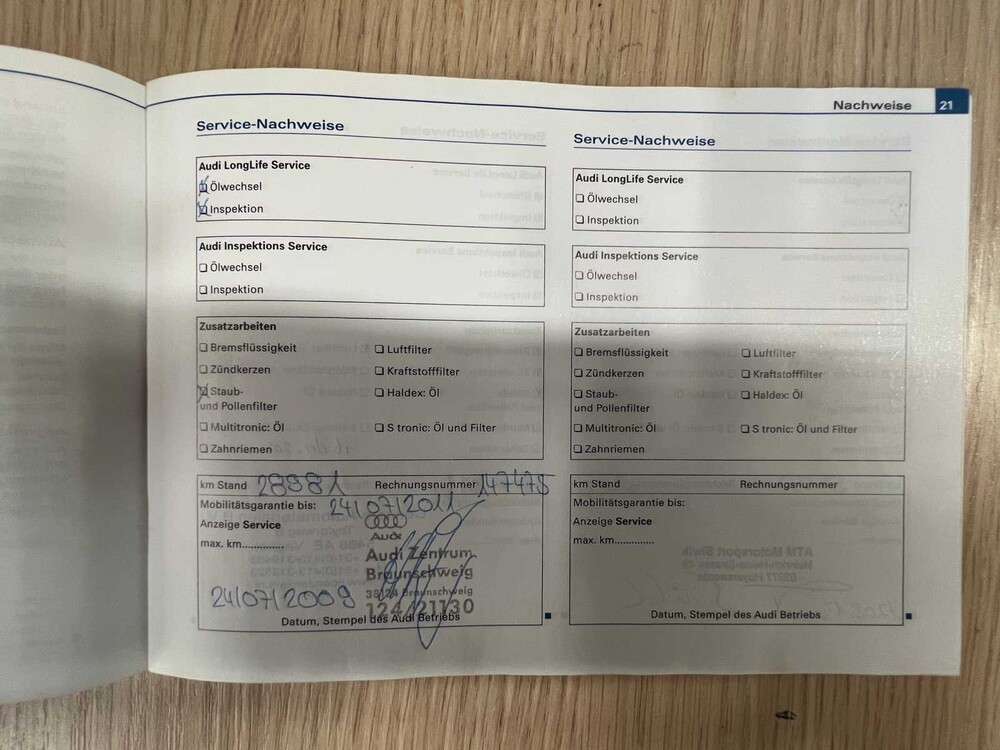 Nachweise 21
Service-Nachweise
Audi LongLife Service
Ölwechsel
Inspektion
Audi Inspektions Service
Ölwechsel
Inspektion
Zusatzarbeiten
Bremsflüssigkeit
Luftfilter
Zündkerzen
Kraftstofffilter
Staub-
und Pollenfilter
Haldex: Öl
Multitronic: Öl
S tronic: Öl und Filter
Zahnriemen
km Stand 28981 Rechnungsnummer 147475
Mobilitätsgarantie bis: 24/07/2011
Anzeige Service
max. km..............
Audi
Audi Zentrum
Braunschweig
38124 Braunschweig
124/21130
24/07/2009
Datum, Stempel des Audi Betriebs
Service-Nachweise
Audi LongLife Service
Ölwechsel
Inspektion
Audi Inspektions Service
Ölwechsel
Inspektion
Zusatzarbeiten
Bremsflüssigkeit
Luftfilter
Zündkerzen
Kraftstofffilter
Staub-
und Pollenfilter
Haldex: Öl
Multitronic: Öl
S tronic: Öl und Filter
Zahnriemen
km Stand Rechnungsnummer
Mobilitätsgarantie bis:
Anzeige Service
max. km..............
Datum, Stempel des Audi Betriebs